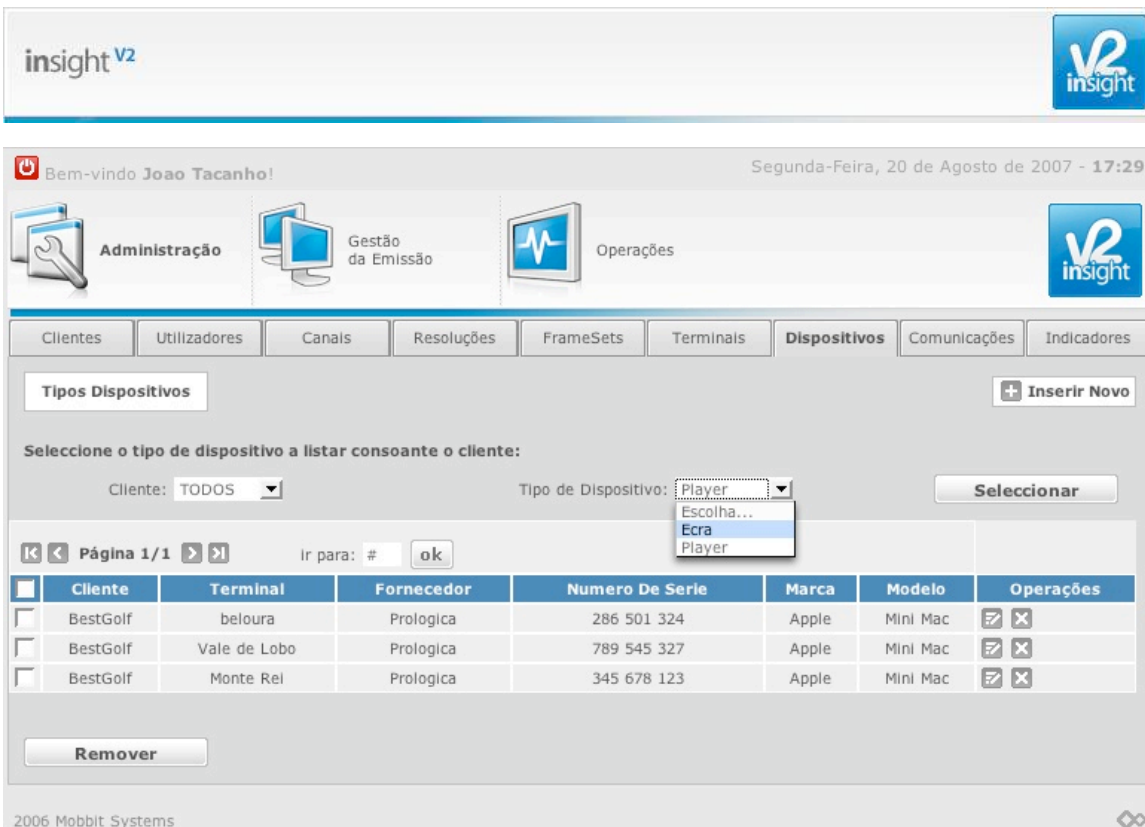 insight V2
V2
insight
Bem-vindo Joao Tacanho!
Segunda-Feira, 20 de Agosto de 2007 - 17:29
Administração
Gestão
da Emissão
Operações
V2
insight
Clientes Utilizadores Canais Resoluções FrameSets Terminais Dispositivos Comunicações Indicadores
Tipos Dispositivos
Inserir Novo
Seleccione o tipo de dispositivo a listar consoante o cliente:
Cliente: TODOS Tipo de Dispositivo: Player Seleccionar
Escolha...
Ecra
Player
Página 1/1 ir para: # ok
Cliente Terminal Fornecedor Numero De Serie Marca Modelo Operações
BestGolf beloura Prologica 286 501 324 Apple Mini Mac
BestGolf Vale de Lobo Prologica 789 545 327 Apple Mini Mac
BestGolf Monte Rei Prologica 345 678 123 Apple Mini Mac
Remover
2006 Mobbit Systems